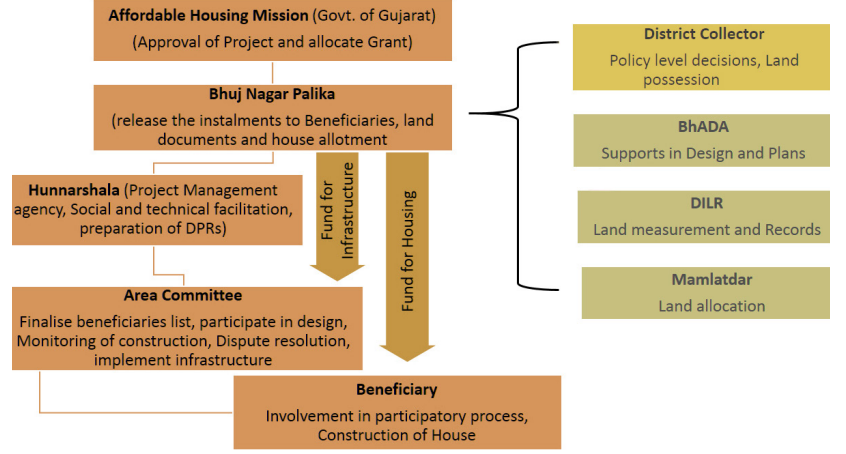 Affordable Housing Mission (Govt. of Gujarat)
(Approval of Project and allocate Grant)
Bhuj Nagar Palika
(release the instalments to Beneficiaries, land
documents and house allotment
Hunnarshala (Project Management
agency, Social and technical facilitation,
preparation of DPRs)
Fund for
Infrastructure
Fund for Housing
Area Committee
Finalise beneficiaries list, participate in design,
Monitoring of construction, Dispute resolution,
implement infrastructure
Beneficiary
Involvement in participatory process,
Construction of House
District Collector
Policy level decisions, Land
possession
BhADA
Supports in Design and Plans
DILR
Land measurement and Records
Mamlatdar
Land allocation